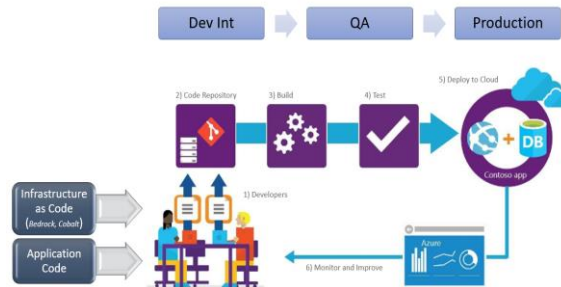 Dev Int
QA
Production
5) Deploy to Cloud
2) Code Repository
3) Build
4) Test
DB
Contoso app
Infrastructure
as Code
(Bedrock, Cobalt)
1) Developers
Application
Code
Azure
6) Monitor and Improve